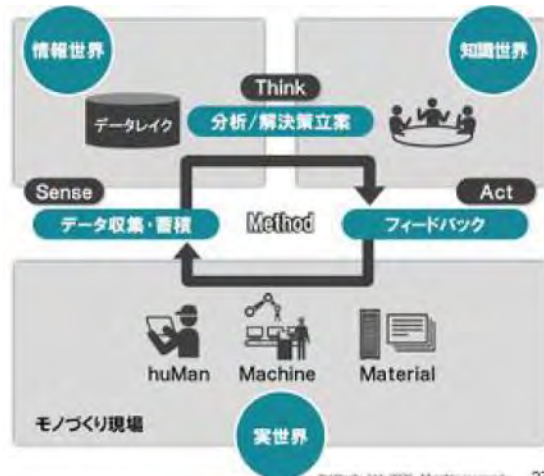 情報世界
知識世界
Think
データレイク
分析/解決策立案
Sense
Act
データ収集・蓄積
Method
フィードバック
huMan
Machine
Material
モノづくり現場
実世界